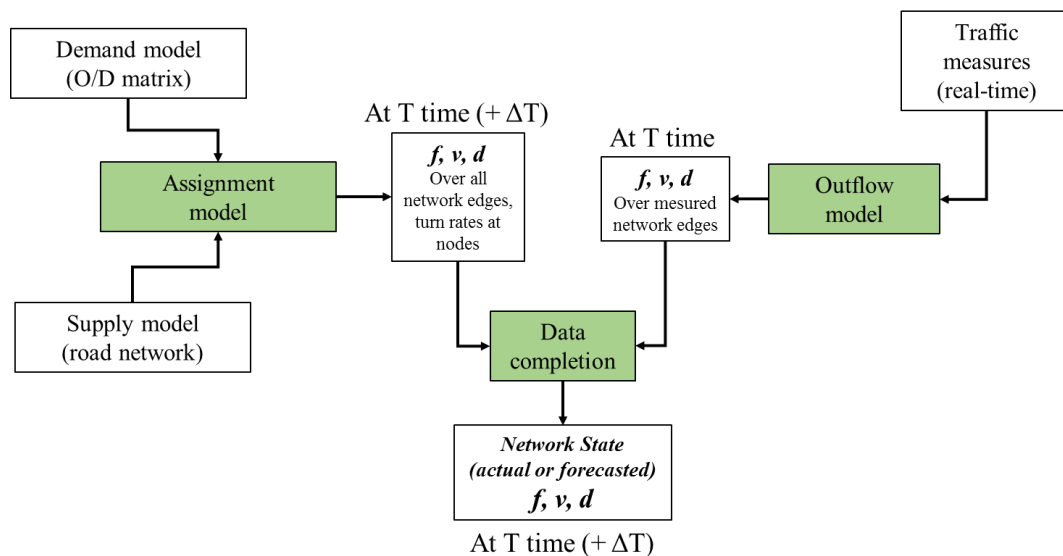 Demand model
(O/D matrix)
Traffic
measures
(real-time)
At T time (+ ΔT)
At T time
Assignment
model
f, v, d
Over all
network edges,
turn rates at
nodes
f, v, d
Over mesured
network edges
Outflow
model
Supply model
(road network)
Data
completion
Network State
(actual or forecasted)
f, v, d
At T time (+ ΔT)